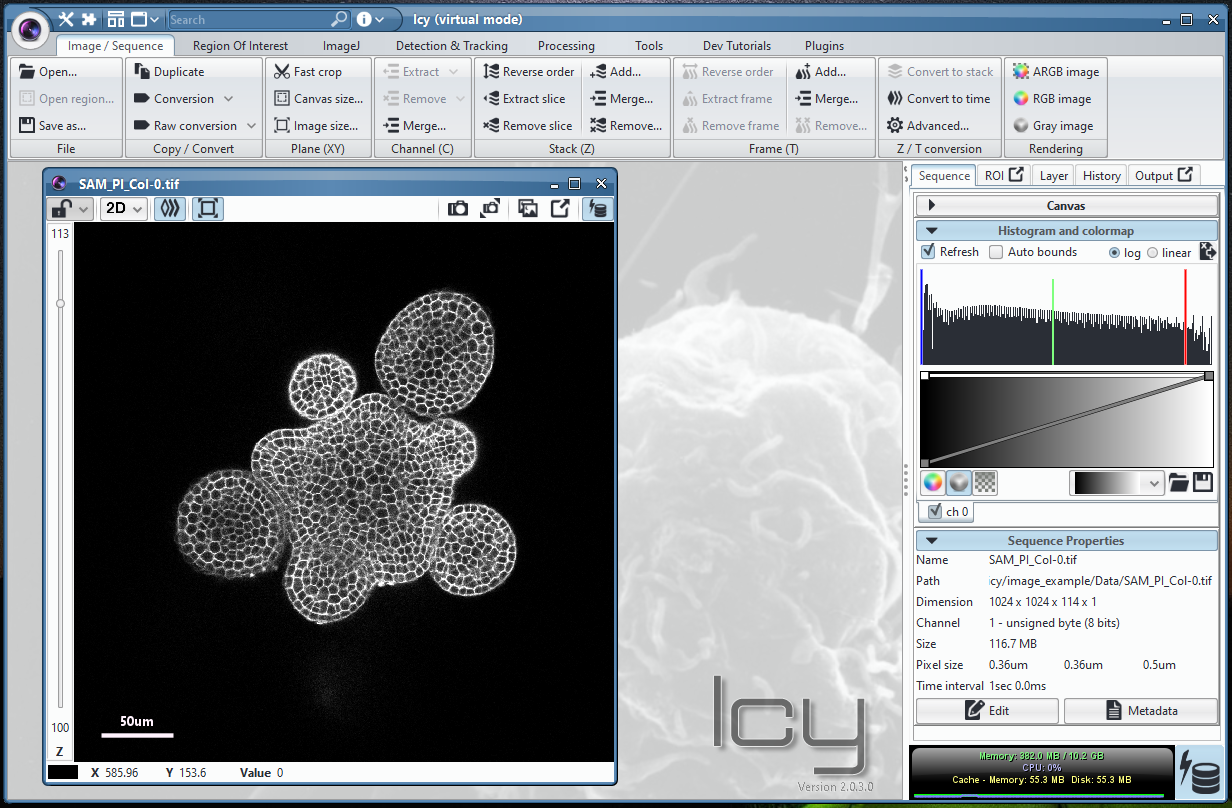 Search
Icy (virtual mode)
Image / Sequence Region Of Interest ImageJ Detection & Tracking Processing Tools Dev Tutorials Plugins
Open... Duplicate Fast crop Extract Reverse order Add... Reverse order Add... Convert to stack ARGB image
Open region... Conversion Canvas size... Remove Extract slice Merge... Extract frame Merge... Convert to time RGB image
Save as... Raw conversion Image size... Merge... Remove slice Remove... Remove frame Remove... Advanced... Gray image
File Copy / Convert Plane (XY) Channel (C) Stack (Z) Frame (T) Z / T conversion Rendering
SAM_PI_Col-0.tif
2D
113
50um
100
Z
X 585.96 Y 153.6 Value 0
Icy
Version 2.0.3.0
Sequence ROI Layer History Output
Canvas
Histogram and colormap
Refresh Auto bounds log linear
ch 0
Sequence Properties
Name SAM_PI_Col-0.tif
Path icy/image_example/Data/SAM_PI_Col-0.tif
Dimension 1024 x 1024 x 114 x 1
Channel 1 - unsigned byte (8 bits)
Size 116.7 MB
Pixel size 0.36um 0.36um 0.5um
Time interval 1sec 0.0ms
Edit Metadata
Memory: 382.0 MB / 10.2 GB
CPU: 0%
Cache - Memory: 55.3 MB Disk: 55.3 MB